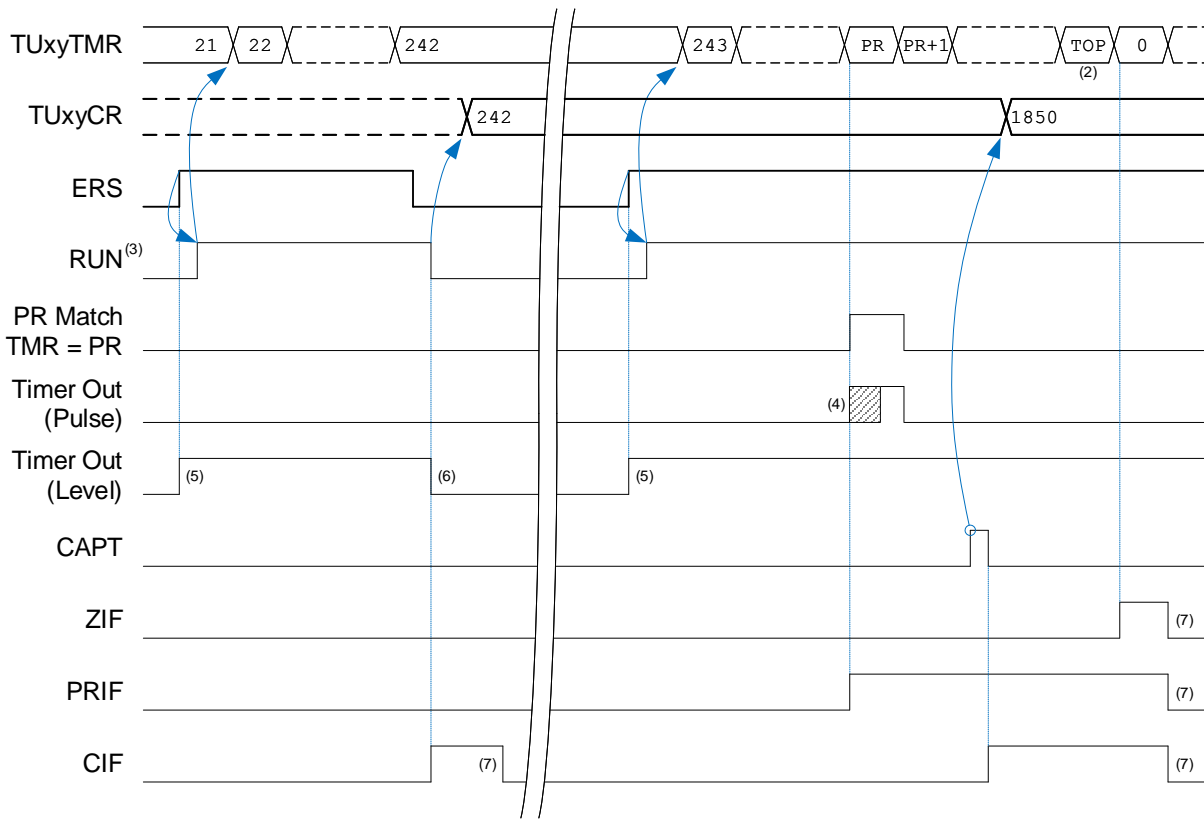 TUxyTMR 21 22 242 243 PR PR+1 TOP 0
(2)
TUxyCR 242 1850
ERS
RUN(3)
PR Match
TMR = PR
Timer Out
(Pulse) (4)
Timer Out
(Level) (5) (6) (5)
CAPT
ZIF (7)
PRIF (7)
CIF (7) (7)